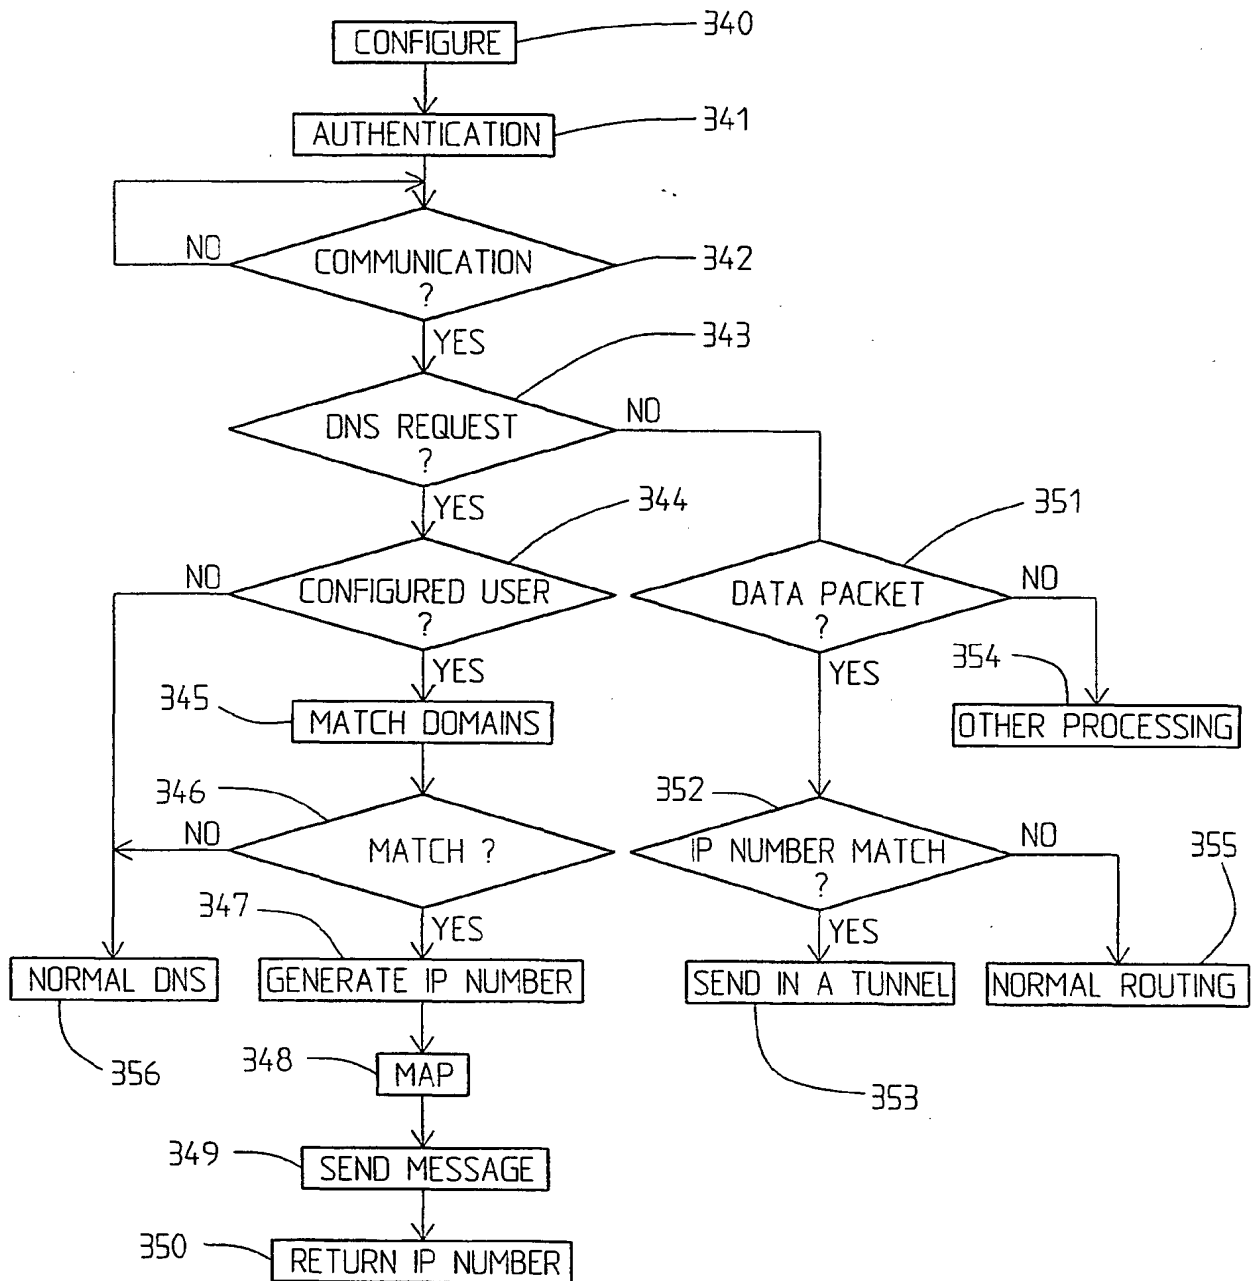 340
CONFIGURE
341
AUTHENTICATION
NO
COMMUNICATION
?
342
YES
343
DNS REQUEST
?
NO
YES
344
351
NO
CONFIGURED USER
?
DATA PACKET
?
NO
YES
YES
354
345
MATCH DOMAINS
OTHER PROCESSING
346
352
NO
MATCH ?
IP NUMBER MATCH
?
NO
355
347
YES
YES
NORMAL DNS
GENERATE IP NUMBER
SEND IN A TUNNEL
NORMAL ROUTING
356
348
MAP
353
349
SEND MESSAGE
350
RETURN IP NUMBER